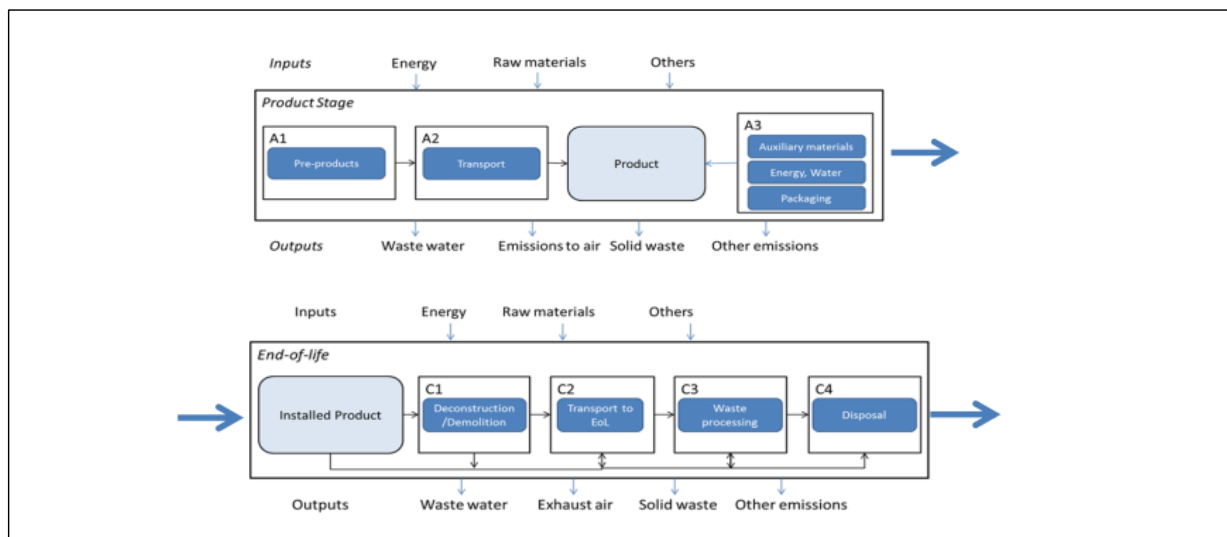 Inputs Energy Raw materials Others
Product Stage
A1 A2 A3
Pre-products Transport Product Auxiliary materials
Energy, Water
Packaging
Outputs Waste water Emissions to air Solid waste Other emissions
Inputs Energy Raw materials Others
End-of-life
C1 C2 C3 C4
Installed Product
Deconstruction
/Demolition
Transport to
EoL
Waste
processing
Disposal
Outputs Waste water Exhaust air Solid waste Other emissions